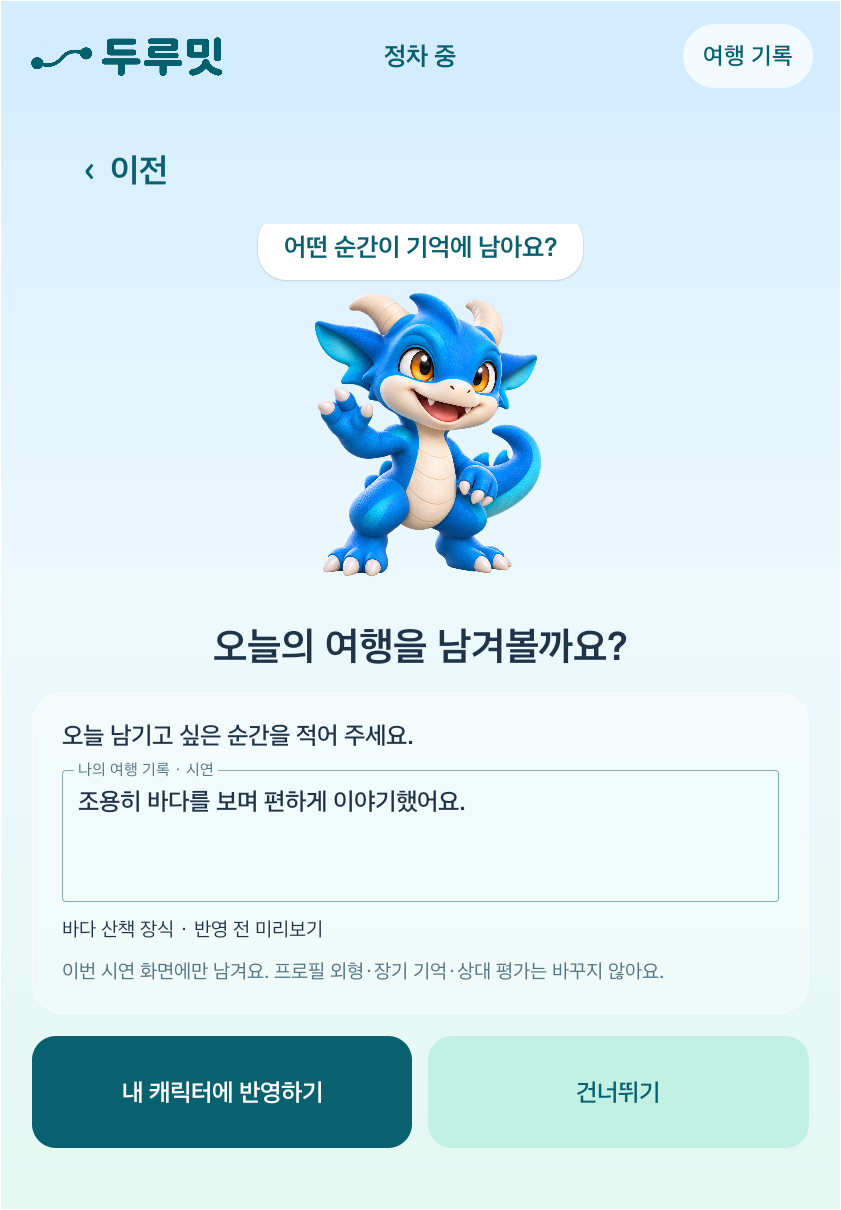 두루밋
정차 중
여행 기록
‹ 이전
어떤 순간이 기억에 남아요?
오늘의 여행을 남겨볼까요?
오늘 남기고 싶은 순간을 적어 주세요.
나의 여행 기록 · 시연
조용히 바다를 보며 편하게 이야기했어요.
바다 산책 장식 · 반영 전 미리보기
이번 시연 화면에만 남겨요. 프로필 외형·장기 기억·상대 평가는 바꾸지 않아요.
내 캐릭터에 반영하기
건너뛰기